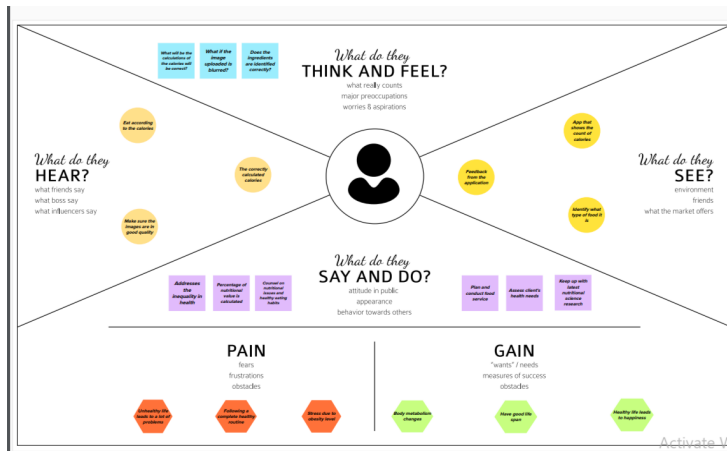 What will be the
calculations of
the calories will
be correct?
What if the
image
uploaded is
blurred?
Does the
ingredients
are identified
correctly?
What do they
THINK AND FEEL?
what really counts
major preoccupations
worries & aspirations
Eat according
to the calories
What do they
HEAR?
what friends say
what boss say
what influencers say
The correctly
calculated
calories
Make sure the
images are in
good quality
App that
shows the
count of
calories
Feedback
from the
application
What do they
SEE?
environment
friends
what the market offers
Identify what
type of food it
is
What do they
SAY AND DO?
attitude in public
appearance
behavior towards others
Addresses
the
inequality in
health
Percentage of
nutritional
value is
calculated
Counsel on
nutritional
issues and
healthy eating
habits
Plan and
conduct food
service
Assess client's
health needs
Keep up with
latest
nutritional
science
research
PAIN
fears
frustrations
obstacles
Unhealthy life
leads to a lot of
problems
Following a
complete healthy
routine
Stress due to
obesity level
GAIN
"wants" / needs
measures of success
obstacles
Body metabolism
changes
Have good life
span
Healthy life leads
to happiness
Activate